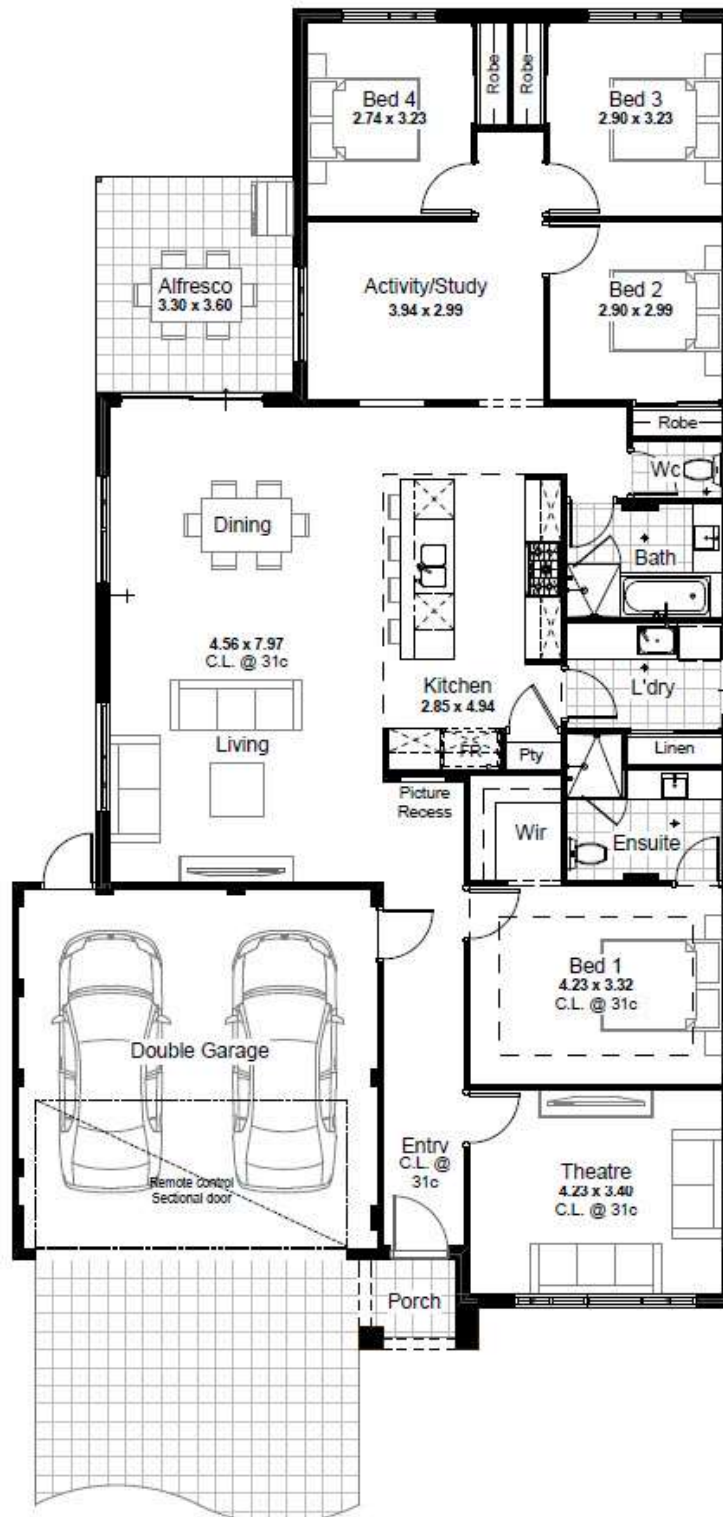 Robe
Robe
Bed 4
2.74 x 3.23
Bed 3
2.90 x 3.23
Alfresco
3.30 x 3.60
Activity/Study
3.94 x 2.99
Bed 2
2.90 x 2.99
Robe
Wc
Dining
Bath
4.56 x 7.97
C.L. @ 31c
Kitchen
2.85 x 4.94
L'dry
Living
FR
Pty
Linen
Picture
Recess
Wir
Ensuite
Bed 1
4.23 x 3.32
C.L. @ 31c
Double Garage
Entry
C.L. @
31c
Theatre
4.23 x 3.40
C.L. @ 31c
Remote control
Sectional door
Porch